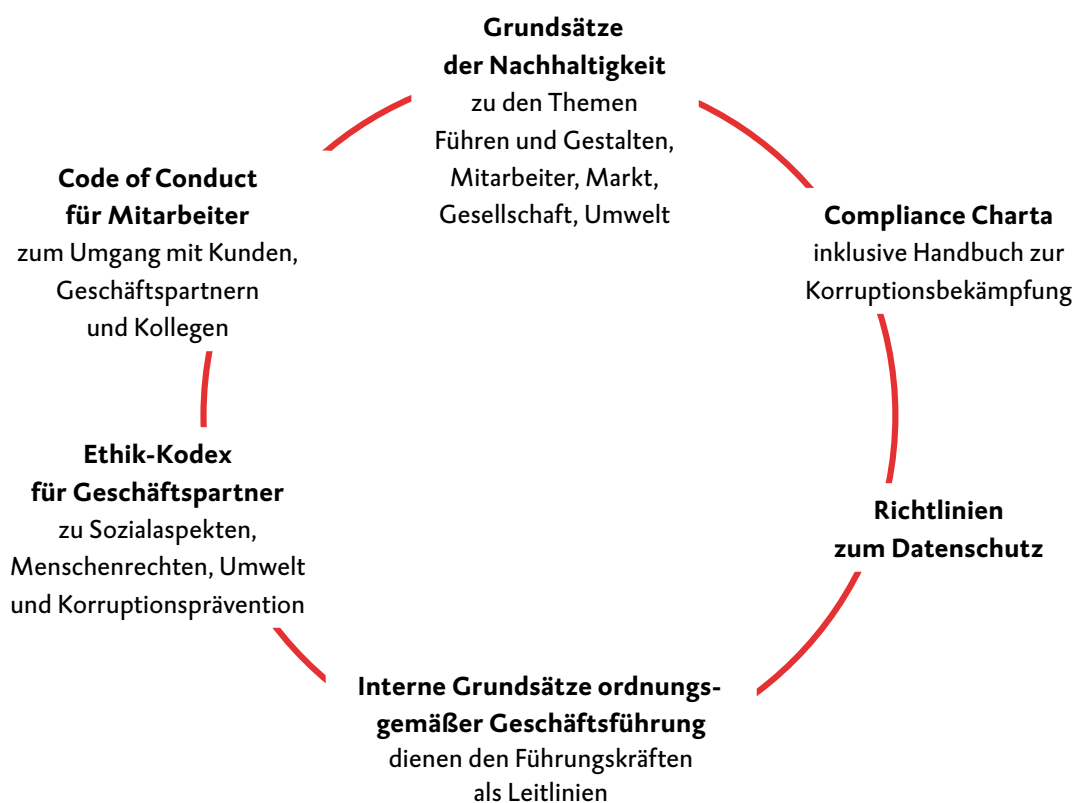 Grundsätze
der Nachhaltigkeit
zu den Themen
Führen und Gestalten,
Mitarbeiter, Markt,
Gesellschaft, Umwelt
Compliance Charta
inklusive Handbuch zur
Korruptionsbekämpfung
Richtlinien
zum Datenschutz
Interne Grundsätze ordnungs-
gemäßer Geschäftsführung
dienen den Führungskräften
als Leitlinien
Ethik-Kodex
für Geschäftspartner
zu Sozialaspekten,
Menschenrechten, Umwelt
und Korruptionsprävention
Code of Conduct
für Mitarbeiter
zum Umgang mit Kunden,
Geschäftspartnern
und Kollegen